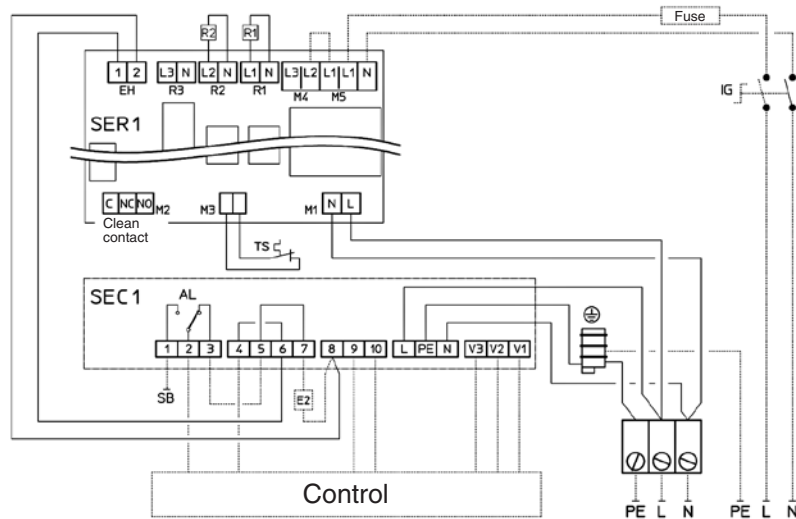 Fuse
R2 R1
1 2 L3 N L2 N L1 N L3 L2 L1 L1 N
EH R3 R2 R1 M4 M5
IG
SER1
C NC NO M2 M3 M1 N L
Clean
contact
TS
SEC1 AL
1 2 3 4 5 6 7 8 9 10 L PE N V3 V2 V1
SB E2
Control
PE L N PE L N